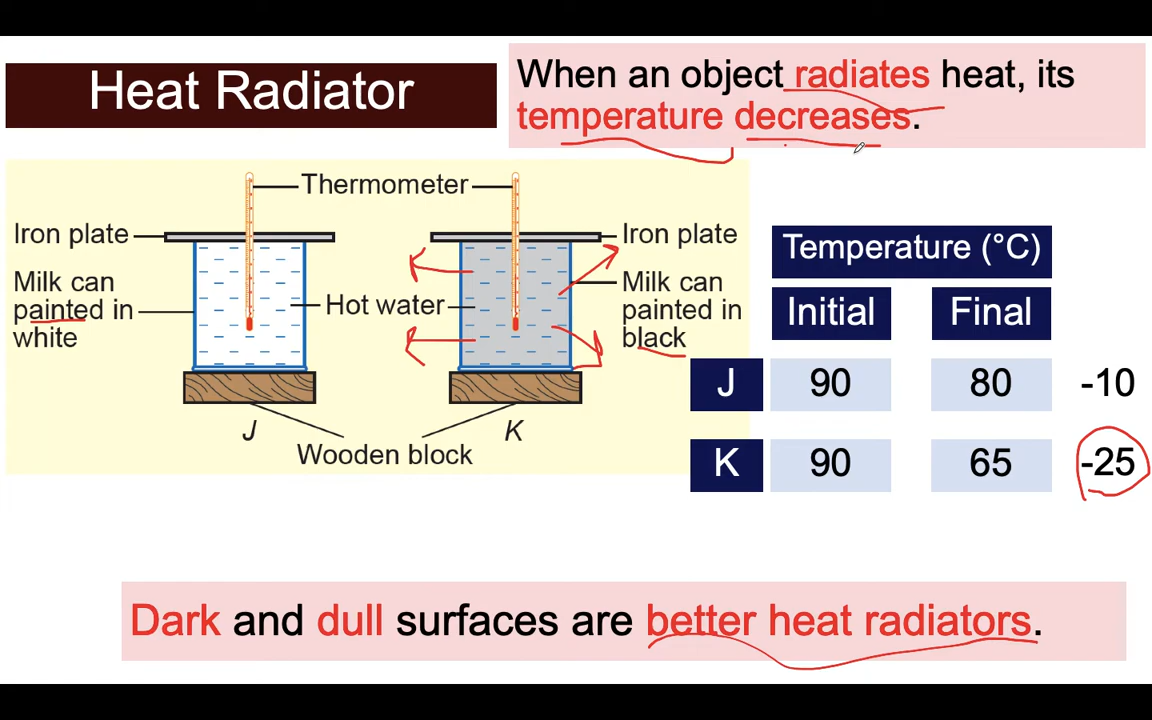 Heat Radiator
When an object radiates heat, its
temperature decreases.
Thermometer
Iron plate
Iron plate
Milk can
painted in
white
Hot water
Milk can
painted in
black
J
K
Wooden block
Temperature (°C)
Initial Final
J 90 80 -10
K 90 65 -25
Dark and dull surfaces are better heat radiators.